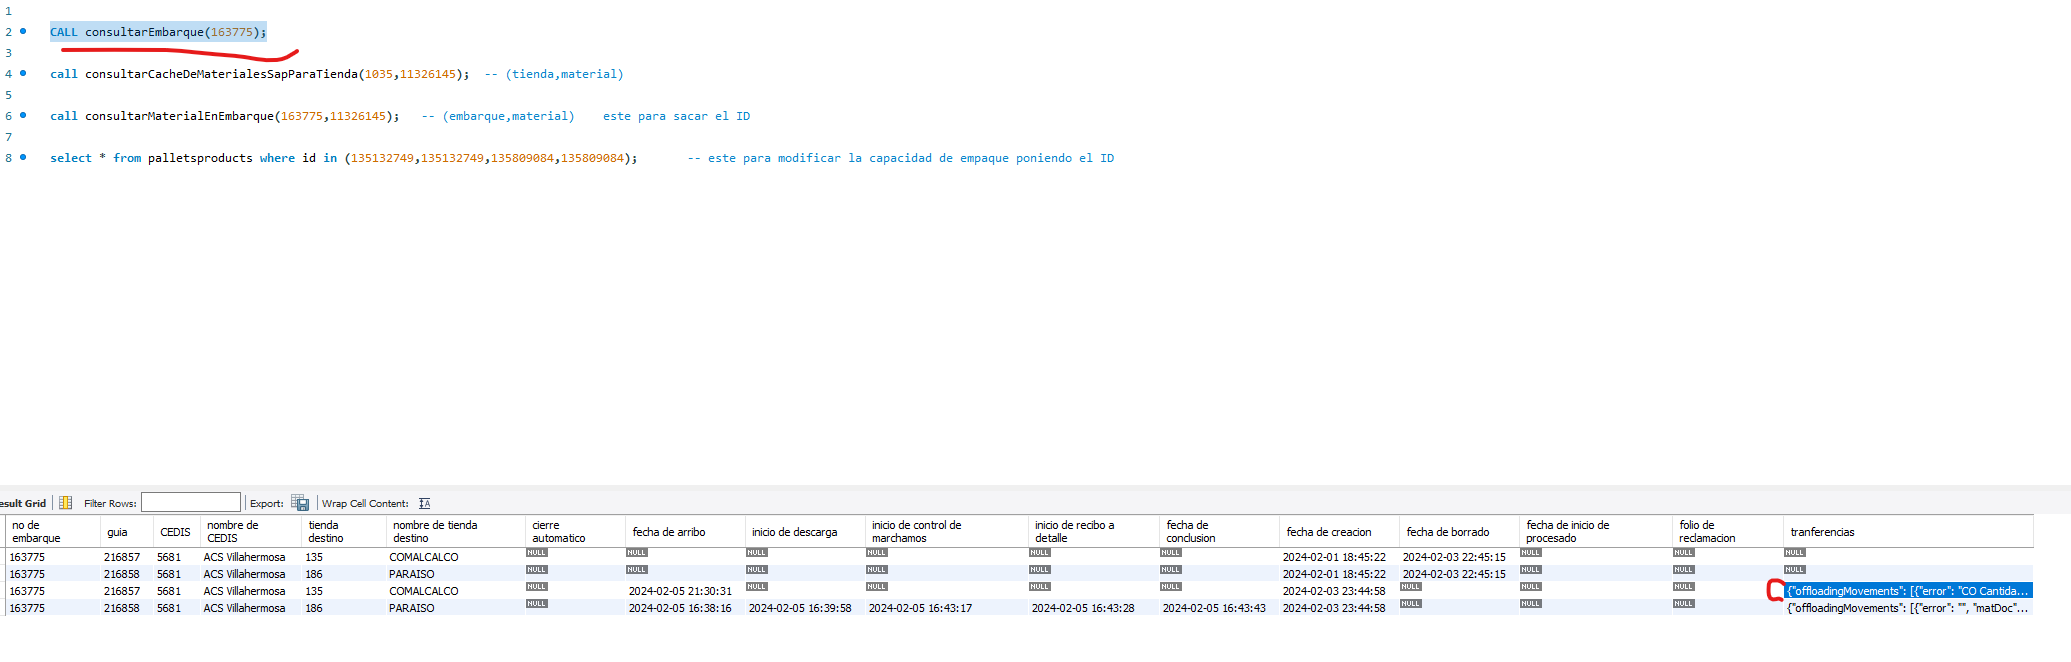 1
2 CALL consultarEmbarque(163775);
3
4 call consultarCacheDeMaterialesSapParaTienda(1035,11326145); -- (tienda,material)
5
6 call consultarMaterialEnEmbarque(163775,11326145); -- (embarque,material) este para sacar el ID
7
8 select * from palletsproducts where id in (135132749,135132749,135809084,135809084); -- este para modificar la capacidad de empaque poniendo el ID
esult Grid Filter Rows: Export: Wrap Cell Content:
no de embarque guia CEDIS nombre de CEDIS tienda destino nombre de tienda destino cierre automatico fecha de arribo inicio de descarga inicio de control de marchamos inicio de recibo a detalle fecha de conclusion fecha de creacion fecha de borrado fecha de inicio de procesado folio de reclamacion tranferencias
163775 216857 5681 ACS Villahermosa 135 COMALCALCO NULL NULL NULL NULL NULL NULL 2024-02-01 18:45:22 2024-02-03 22:45:15 NULL NULL NULL
163775 216858 5681 ACS Villahermosa 186 PARAISO NULL NULL NULL NULL NULL NULL 2024-02-01 18:45:22 2024-02-03 22:45:15 NULL NULL NULL
163775 216857 5681 ACS Villahermosa 135 COMALCALCO NULL 2024-02-05 21:30:31 NULL NULL NULL NULL 2024-02-03 23:44:58 NULL NULL NULL {"offloadingMovements": [{"error": "CO Cantida...
163775 216858 5681 ACS Villahermosa 186 PARAISO NULL 2024-02-05 16:38:16 2024-02-05 16:39:58 2024-02-05 16:43:17 2024-02-05 16:43:28 2024-02-05 16:43:43 2024-02-03 23:44:58 NULL NULL NULL {"offloadingMovements": [{"error": "", "matDoc"...